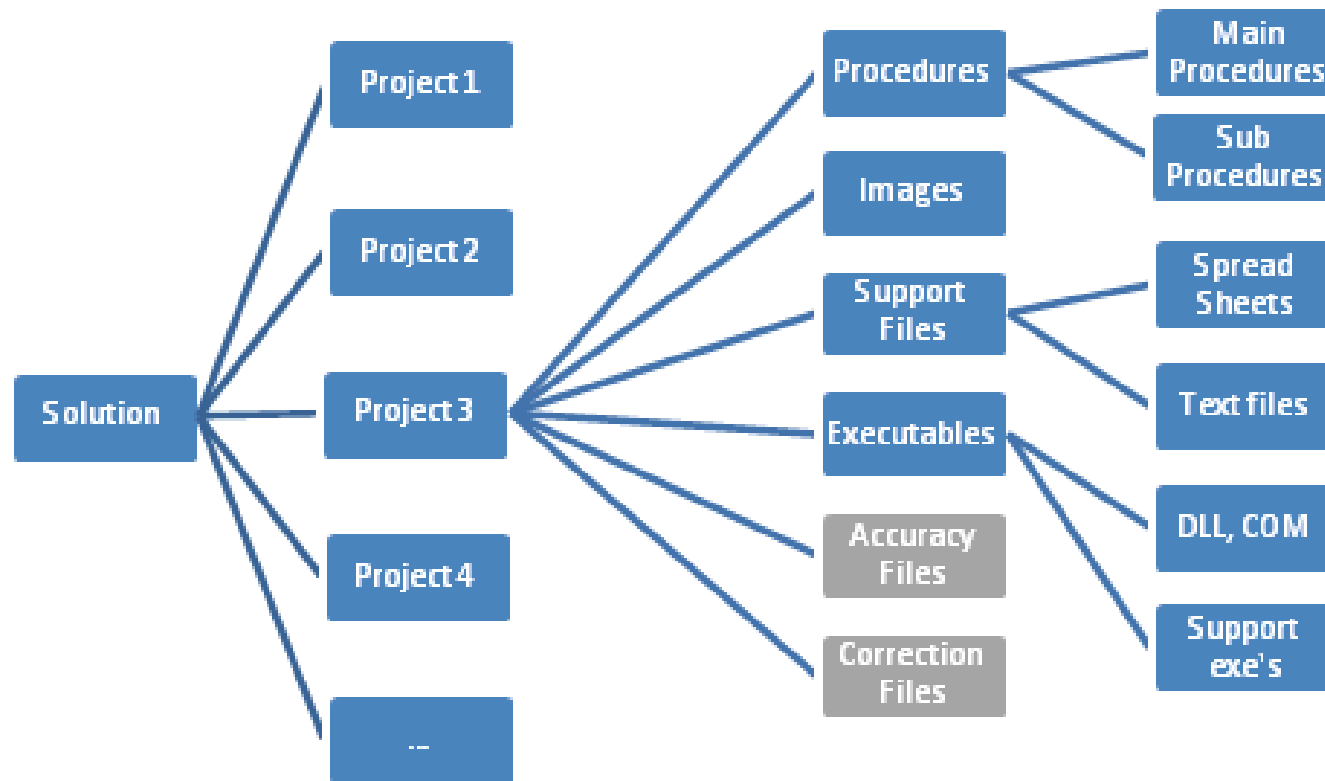 Solution
Project 1
Project 2
Project 3
Project 4
...
Procedures
Images
Support
Files
Executables
Accuracy
Files
Correction
Files
Main
Procedures
Sub
Procedures
Spread
Sheets
Text files
DLL, COM
Support
exe's